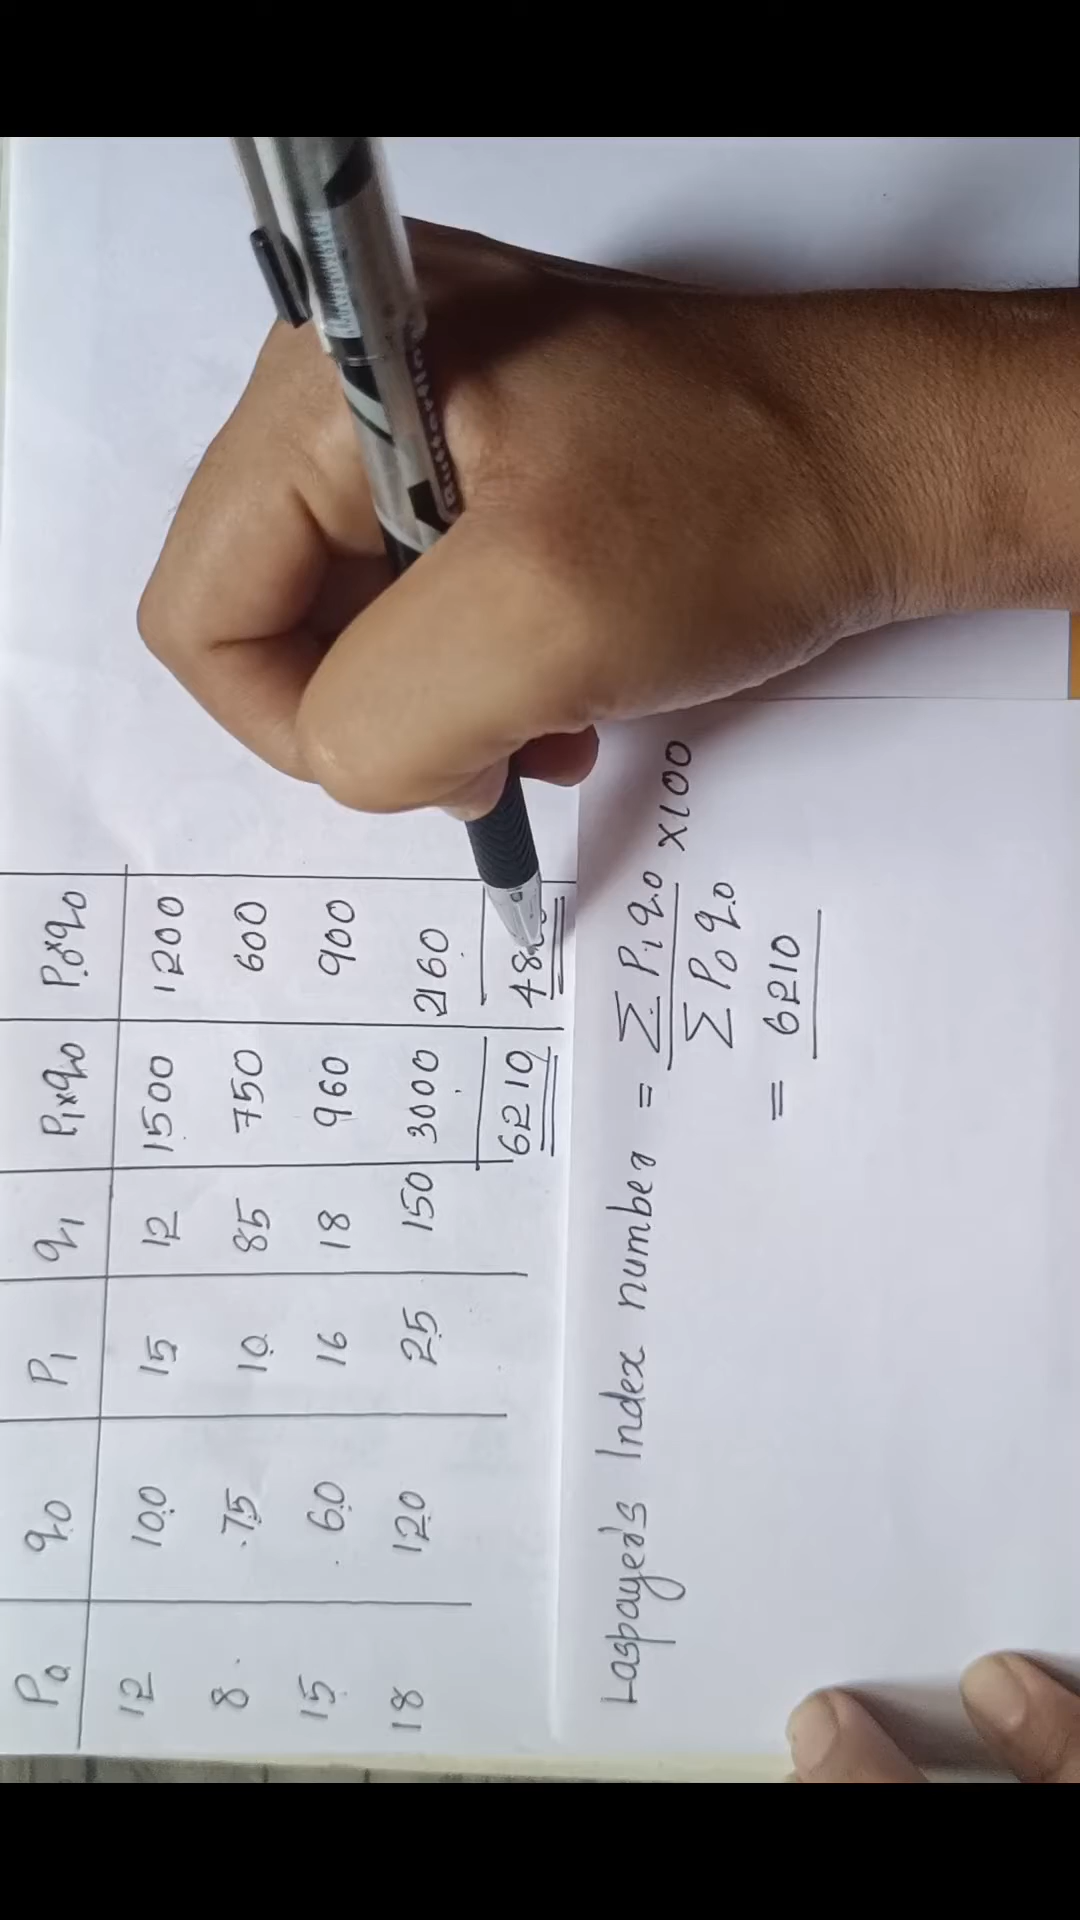 P0 q0 P1 q1 P1×q0 P0×q0
12 100 15 12 1500 1200
8 75 10 85 750 600
15 60 16 18 960 900
18 120 25 150 3000 2160
6210 48
Laspayer's Index number = Σ P1 q0 ×100
Σ P0 q0
= 6210